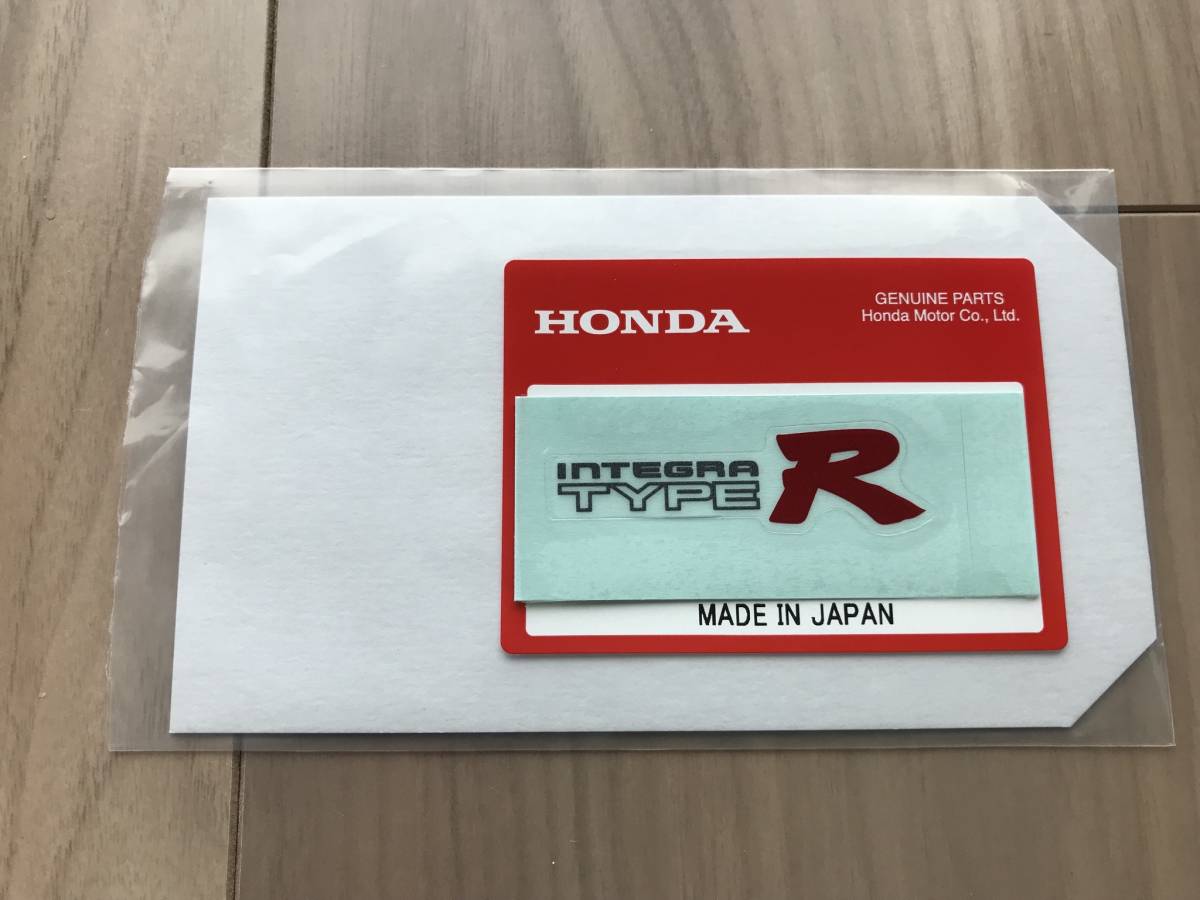 HONDA
GENUINE PARTS
Honda Motor Co., Ltd.
INTEGRA
TYPE R
MADE IN JAPAN